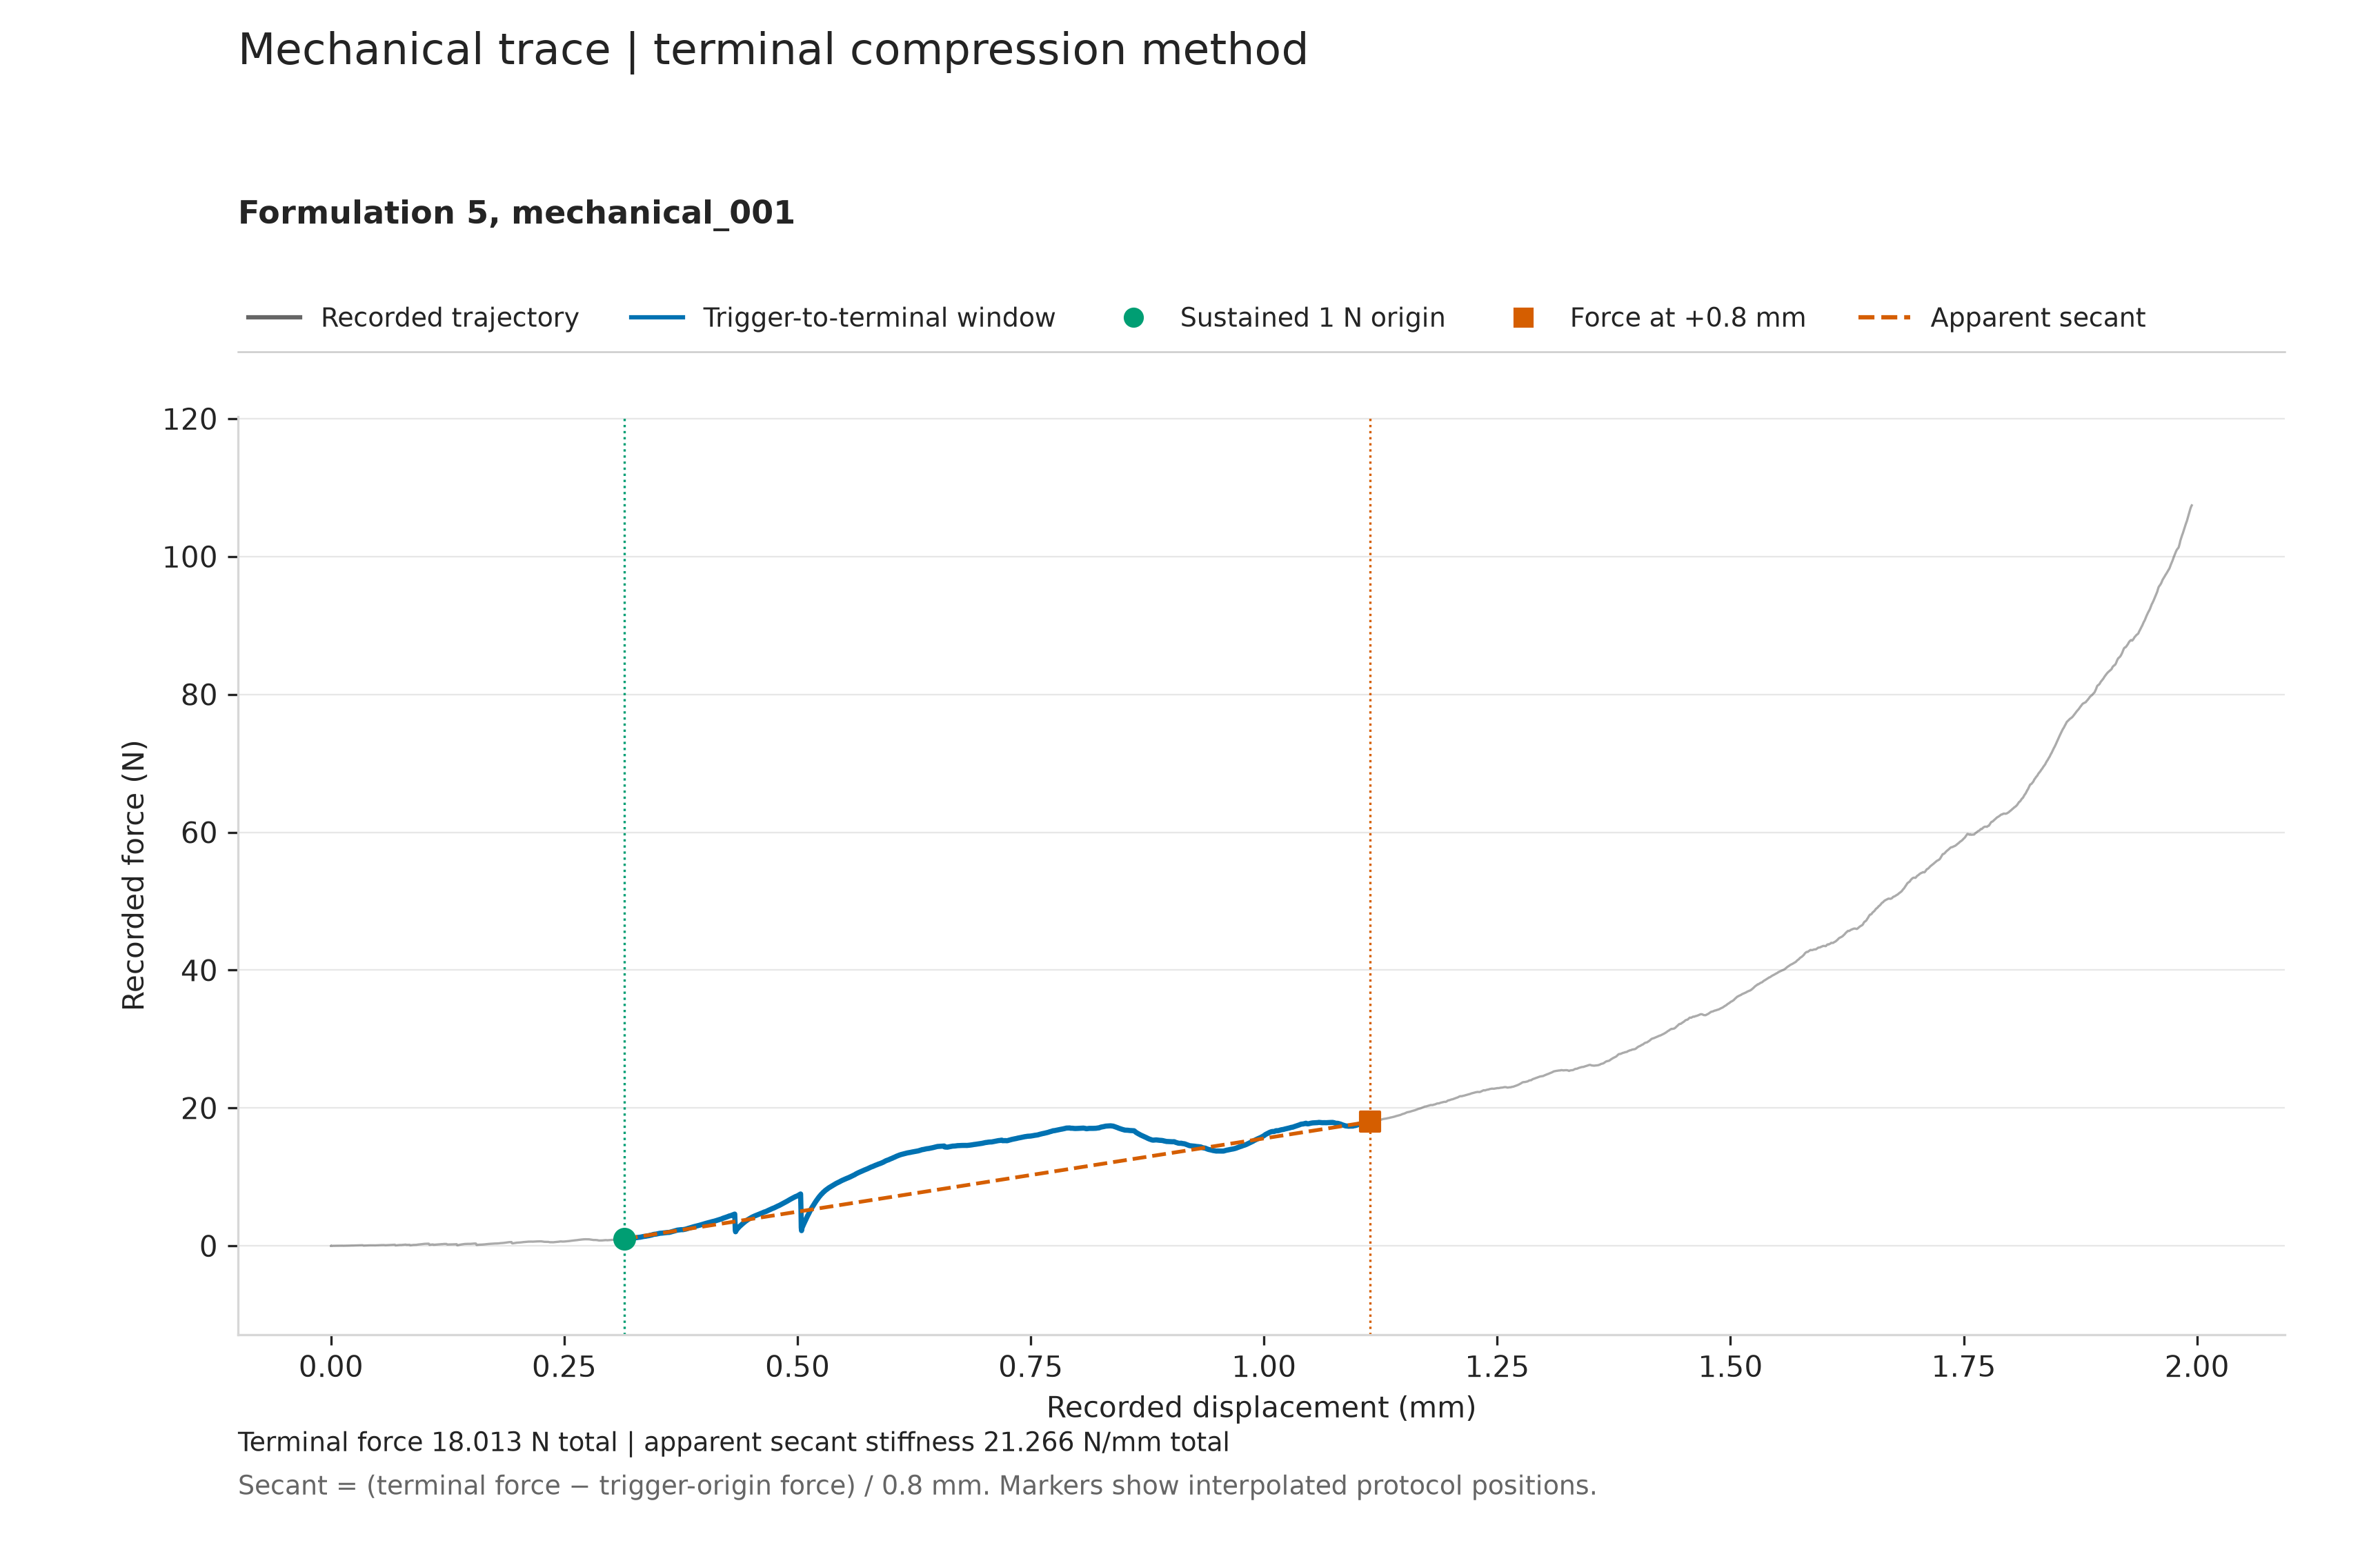 Mechanical trace | terminal compression method
Formulation 5, mechanical_001
Recorded trajectory
Trigger-to-terminal window
Sustained 1 N origin
Force at +0.8 mm
Apparent secant
120
100
80
60
40
20
0
Recorded force (N)
0.00
0.25
0.50
0.75
1.00
1.25
1.50
1.75
2.00
Recorded displacement (mm)
Terminal force 18.013 N total | apparent secant stiffness 21.266 N/mm total
Secant = (terminal force − trigger-origin force) / 0.8 mm. Markers show interpolated protocol positions.